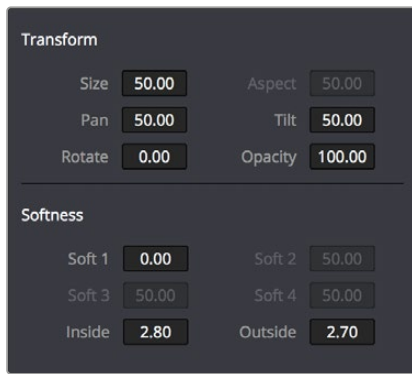 Transform
Size 50.00 Aspect 50.00
Pan 50.00 Tilt 50.00
Rotate 0.00 Opacity 100.00
Softness
Soft 1 0.00 Soft 2 50.00
Soft 3 50.00 Soft 4 50.00
Inside 2.80 Outside 2.70